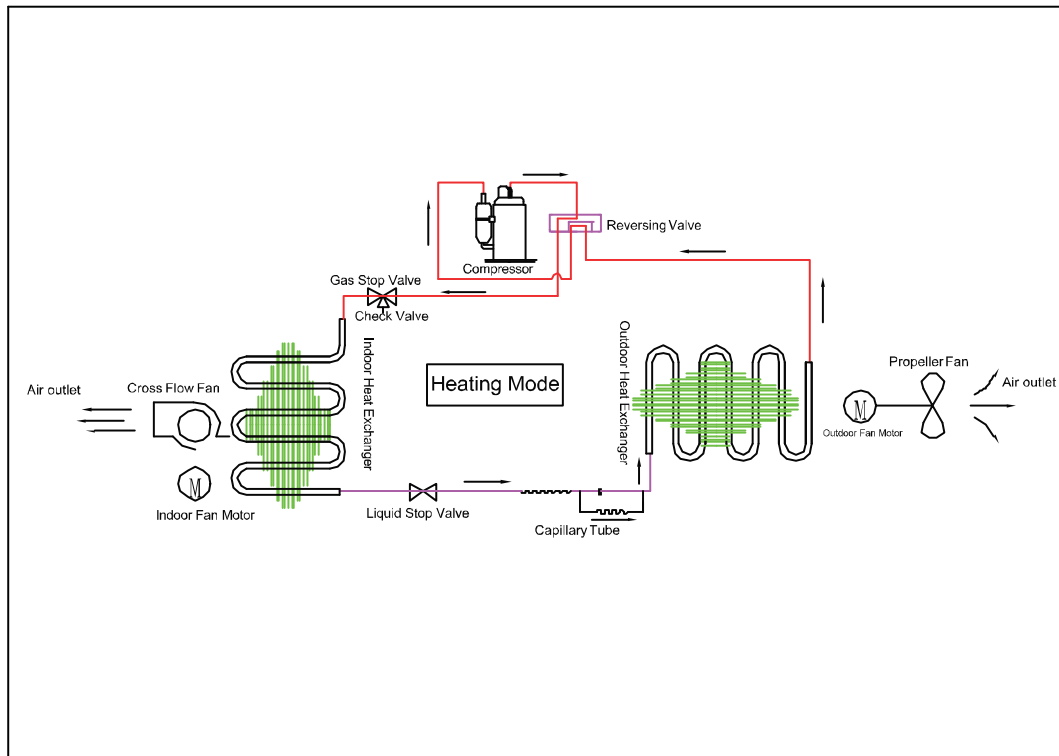 Reversing Valve
Compressor
Gas Stop Valve
Check Valve
Indoor Heat Exchanger
Outdoor Heat Exchanger
Heating Mode
Propeller Fan
Air outlet
Cross Flow Fan
Air outlet
M
Outdoor Fan Motor
M
Indoor Fan Motor
Liquid Stop Valve
Capillary Tube